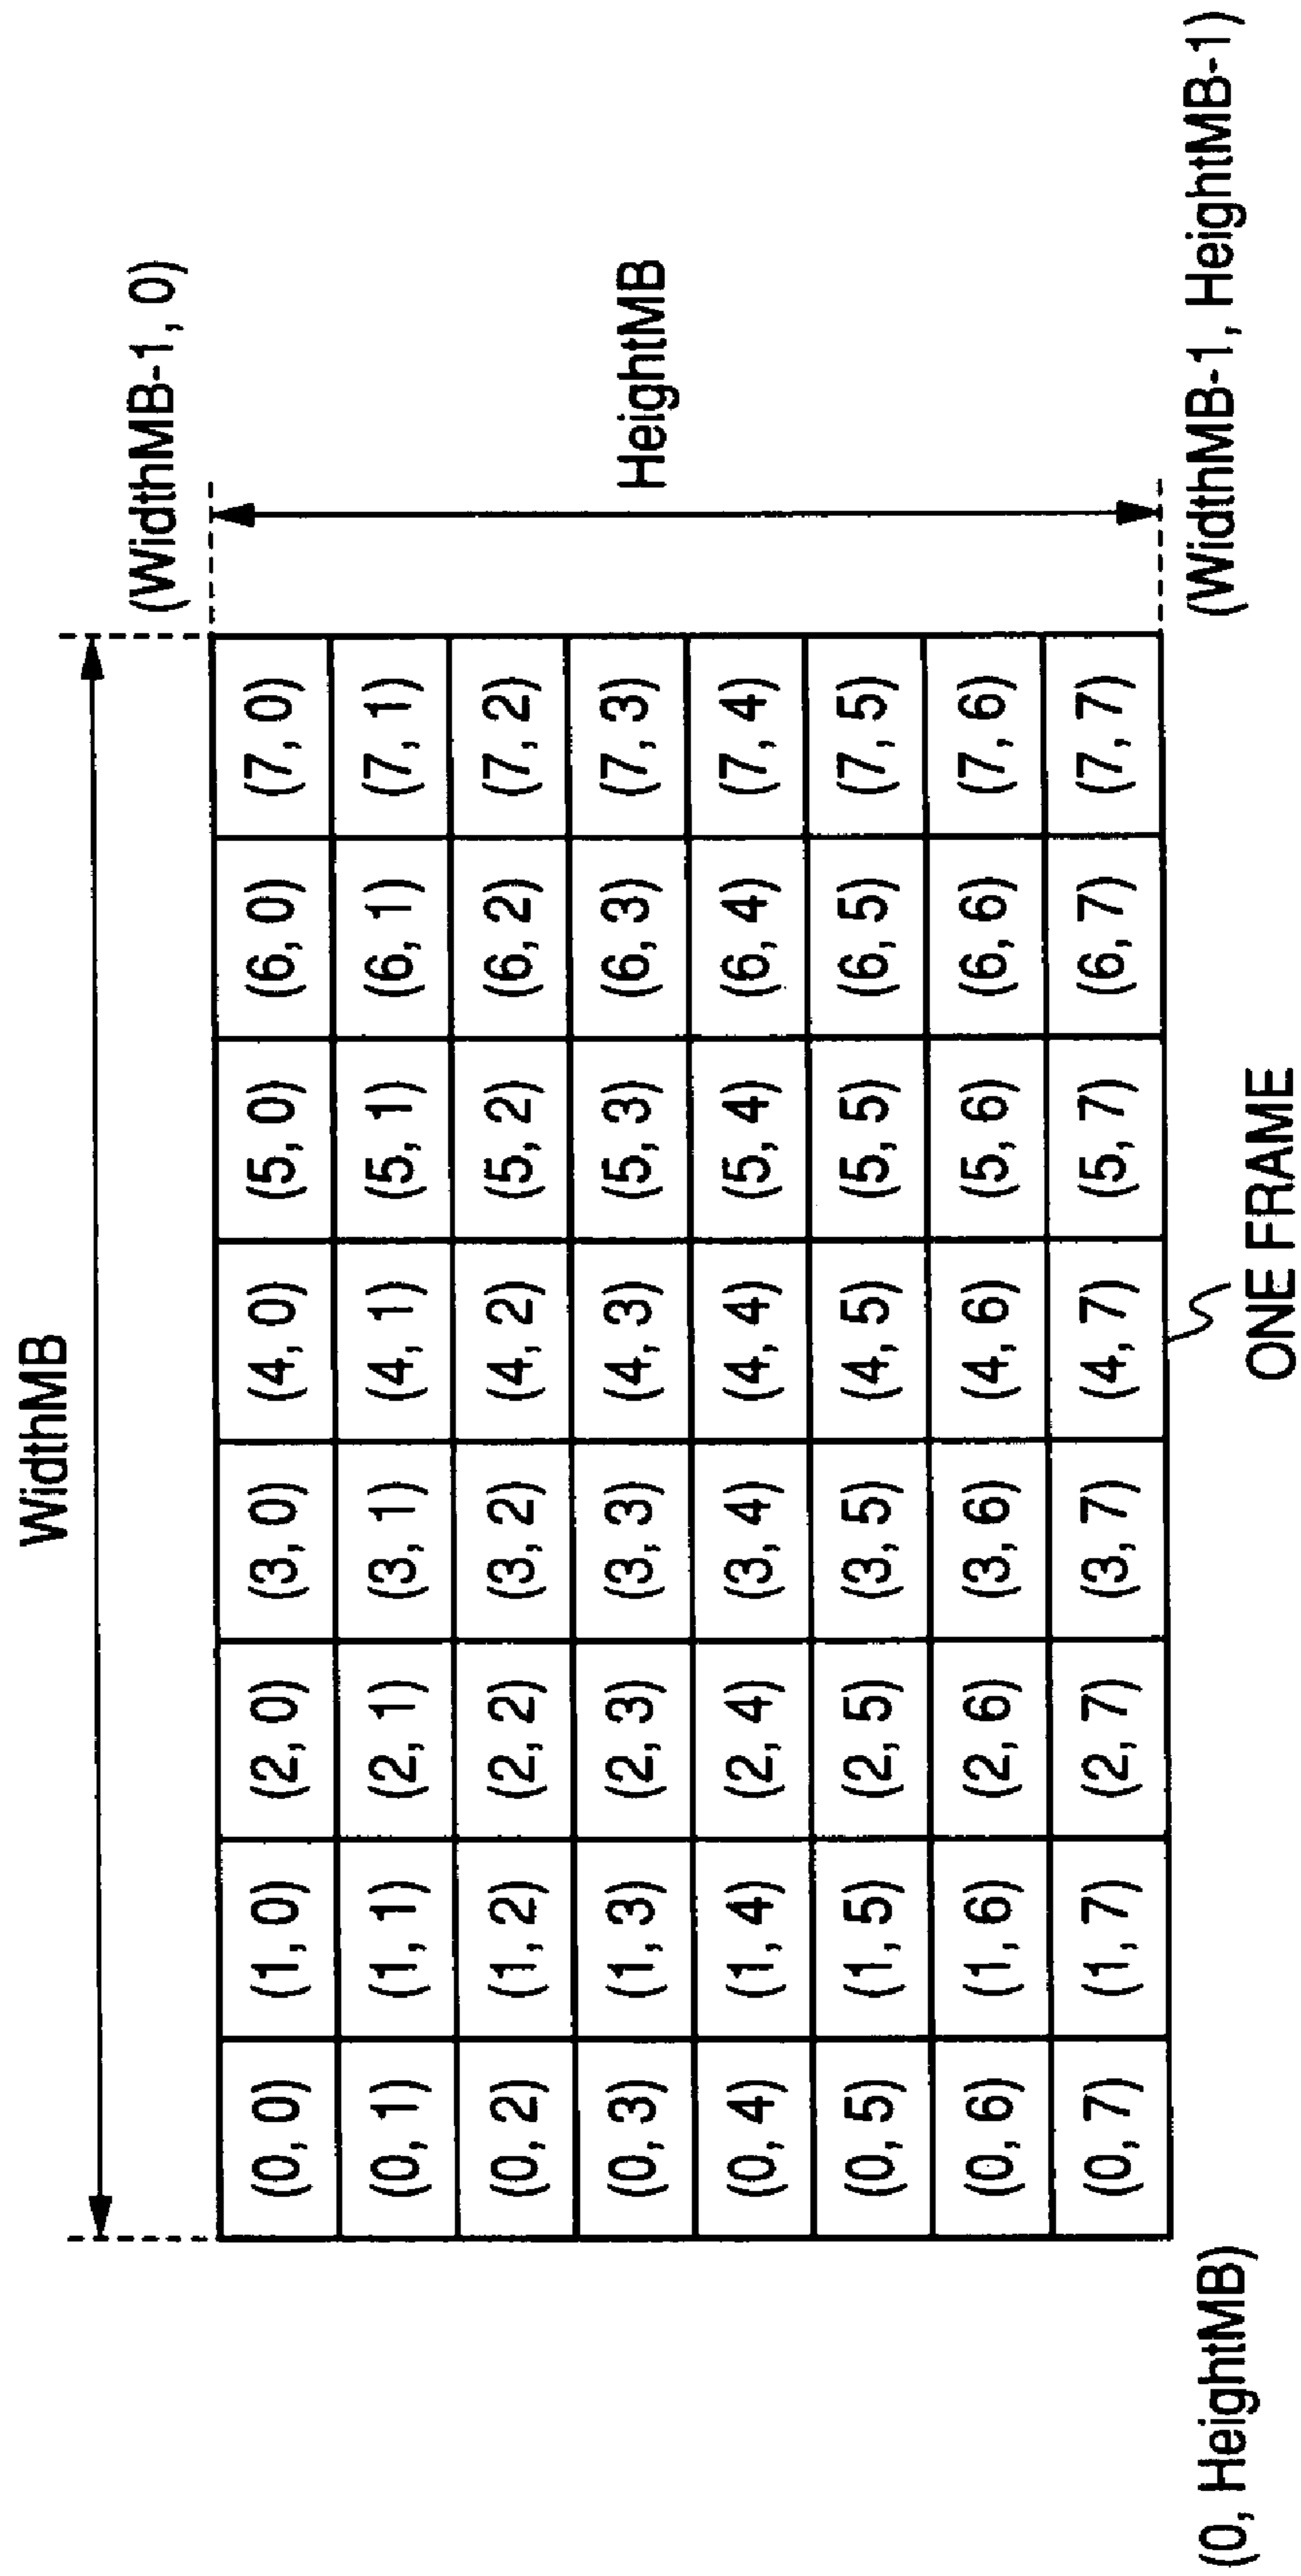 WidthMB
(WidthMB-1, 0)
(0, 0) (1, 0) (2, 0) (3, 0) (4, 0) (5, 0) (6, 0) (7, 0)
(0, 1) (1, 1) (2, 1) (3, 1) (4, 1) (5, 1) (6, 1) (7, 1)
(0, 2) (1, 2) (2, 2) (3, 2) (4, 2) (5, 2) (6, 2) (7, 2)
(0, 3) (1, 3) (2, 3) (3, 3) (4, 3) (5, 3) (6, 3) (7, 3)
HeightMB
(0, 4) (1, 4) (2, 4) (3, 4) (4, 4) (5, 4) (6, 4) (7, 4)
(0, 5) (1, 5) (2, 5) (3, 5) (4, 5) (5, 5) (6, 5) (7, 5)
(0, 6) (1, 6) (2, 6) (3, 6) (4, 6) (5, 6) (6, 6) (7, 6)
(0, 7) (1, 7) (2, 7) (3, 7) (4, 7) (5, 7) (6, 7) (7, 7)
(0, HeightMB)
(WidthMB-1, HeightMB-1)
ONE FRAME